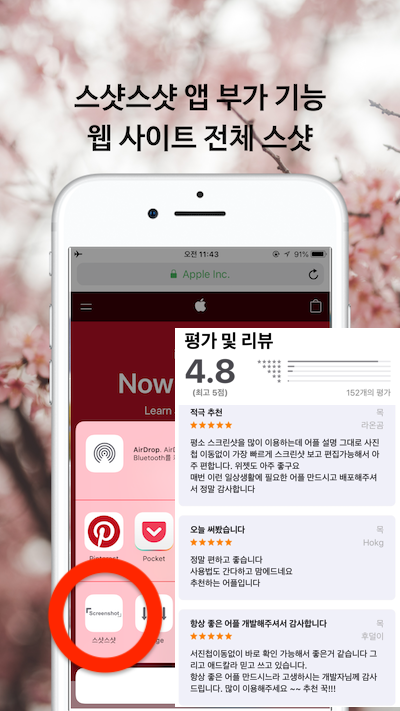 스샷스샷 앱 부가 기능
웹 사이트 전체 스샷
오전 11:43
91%
Apple Inc.
Now
Learn
AirDrop. Air
Bluetooth를
Pinterest
Pocket
「Screenshot」
스샷스샷
평가 및 리뷰
4.8
(최고 5점)
152개의 평가
적극 추천
목
라온곰
평소 스크린샷을 많이 이용하는데 어플 설명 그대로 사진
첩 이동없이 가장 빠르게 스크린샷 보고 편집가능해서 아
주 편합니다. 위젯도 아주 좋구요
매번 이런 일상생활에 필요한 어플 만드시고 배포해주셔
서 정말 감사합니다
오늘 써봤습니다
목
Hokg
정말 편하고 좋습니다
사용법도 간다하고 맘에드네요
추천하는 어플입니다
항상 좋은 어플 개발해주셔서 감사합니다
목
후덜이
서진첩이동없이 바로 확인 가능해서 좋은거 같습니다 그
리고 애드칼라 믿고 쓰고 있습니다.
항상 좋은 어플 만드시느라 고생하시는 개발자님께 감사
드립니다. 많이 이용해주세요 ~~ 추천 꾹!!!